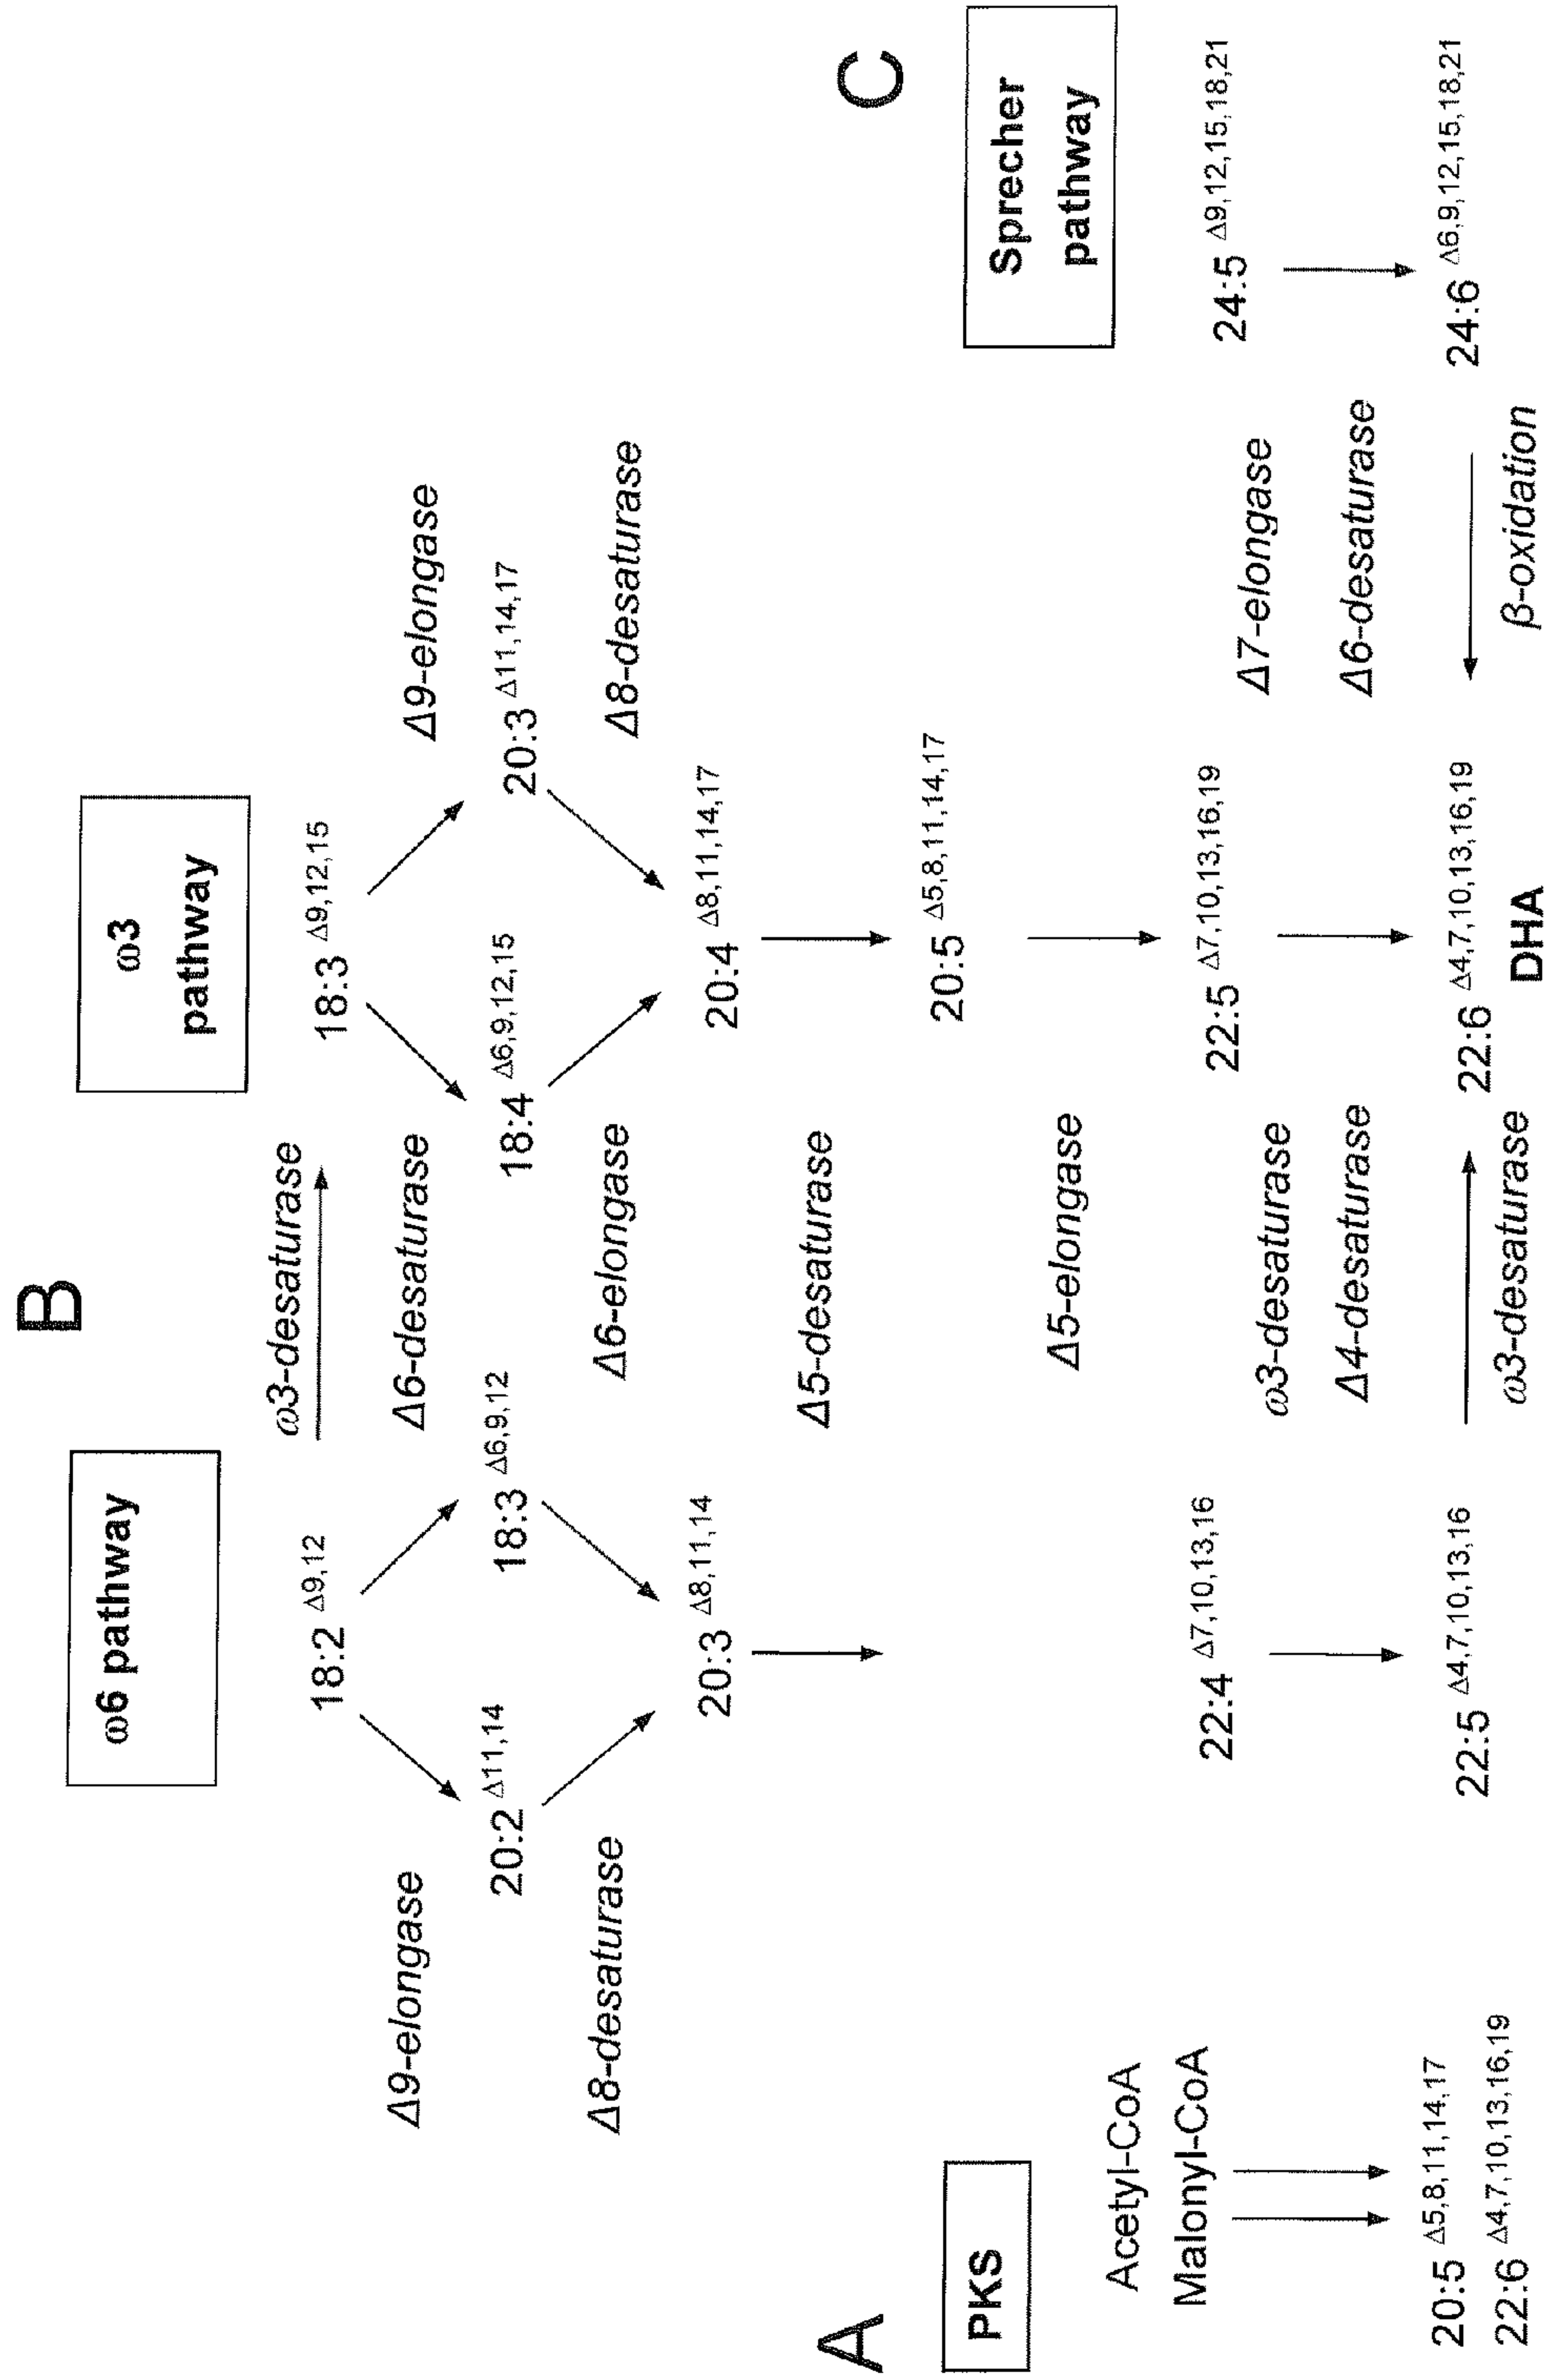 A
PKS
Acetyl-CoA
Malonyl-CoA
20:5 Δ5,8,11,14,17
22:6 Δ4,7,10,13,16,19
B
ω6 pathway
ω3
pathway
18:2 Δ9,12
ω3-desaturase
18:3 Δ9,12,15
Δ9-elongase
Δ6-desaturase
Δ9-elongase
20:2 Δ11,14
18:3 Δ6,9,12
18:4 Δ6,9,12,15
20:3 Δ11,14,17
Δ8-desaturase
Δ6-elongase
Δ8-desaturase
20:3 Δ8,11,14
20:4 Δ8,11,14,17
Δ5-desaturase
20:5 Δ5,8,11,14,17
Δ5-elongase
22:4 Δ7,10,13,16
22:5 Δ7,10,13,16,19
ω3-desaturase
Δ4-desaturase
22:5 Δ4,7,10,13,16
22:6 Δ4,7,10,13,16,19
ω3-desaturase
DHA
C
Sprecher
pathway
24:5 Δ9,12,15,18,21
Δ7-elongase
Δ6-desaturase
24:6 Δ6,9,12,15,18,21
β-oxidation